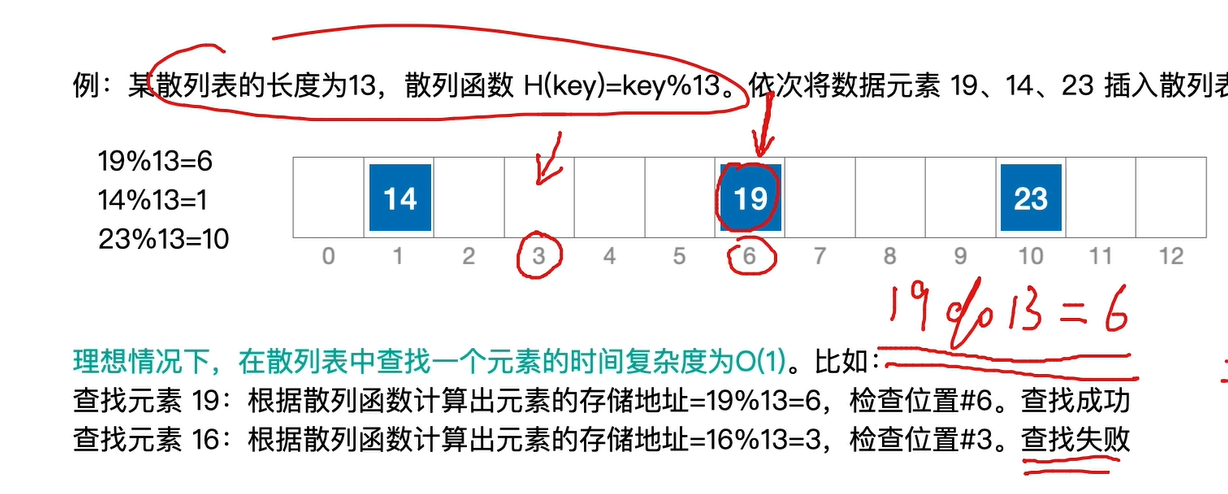 例：某散列表的长度为13，散列函数 H(key)=key%13。依次将数据元素 19、14、23 插入散列表
19%13=6
14%13=1
23%13=10
14 19 23
0 1 2 3 4 5 6 7 8 9 10 11 12
19%13=6
理想情况下，在散列表中查找一个元素的时间复杂度为O(1)。比如：
查找元素 19：根据散列函数计算出元素的存储地址=19%13=6，检查位置#6。查找成功
查找元素 16：根据散列函数计算出元素的存储地址=16%13=3，检查位置#3。查找失败